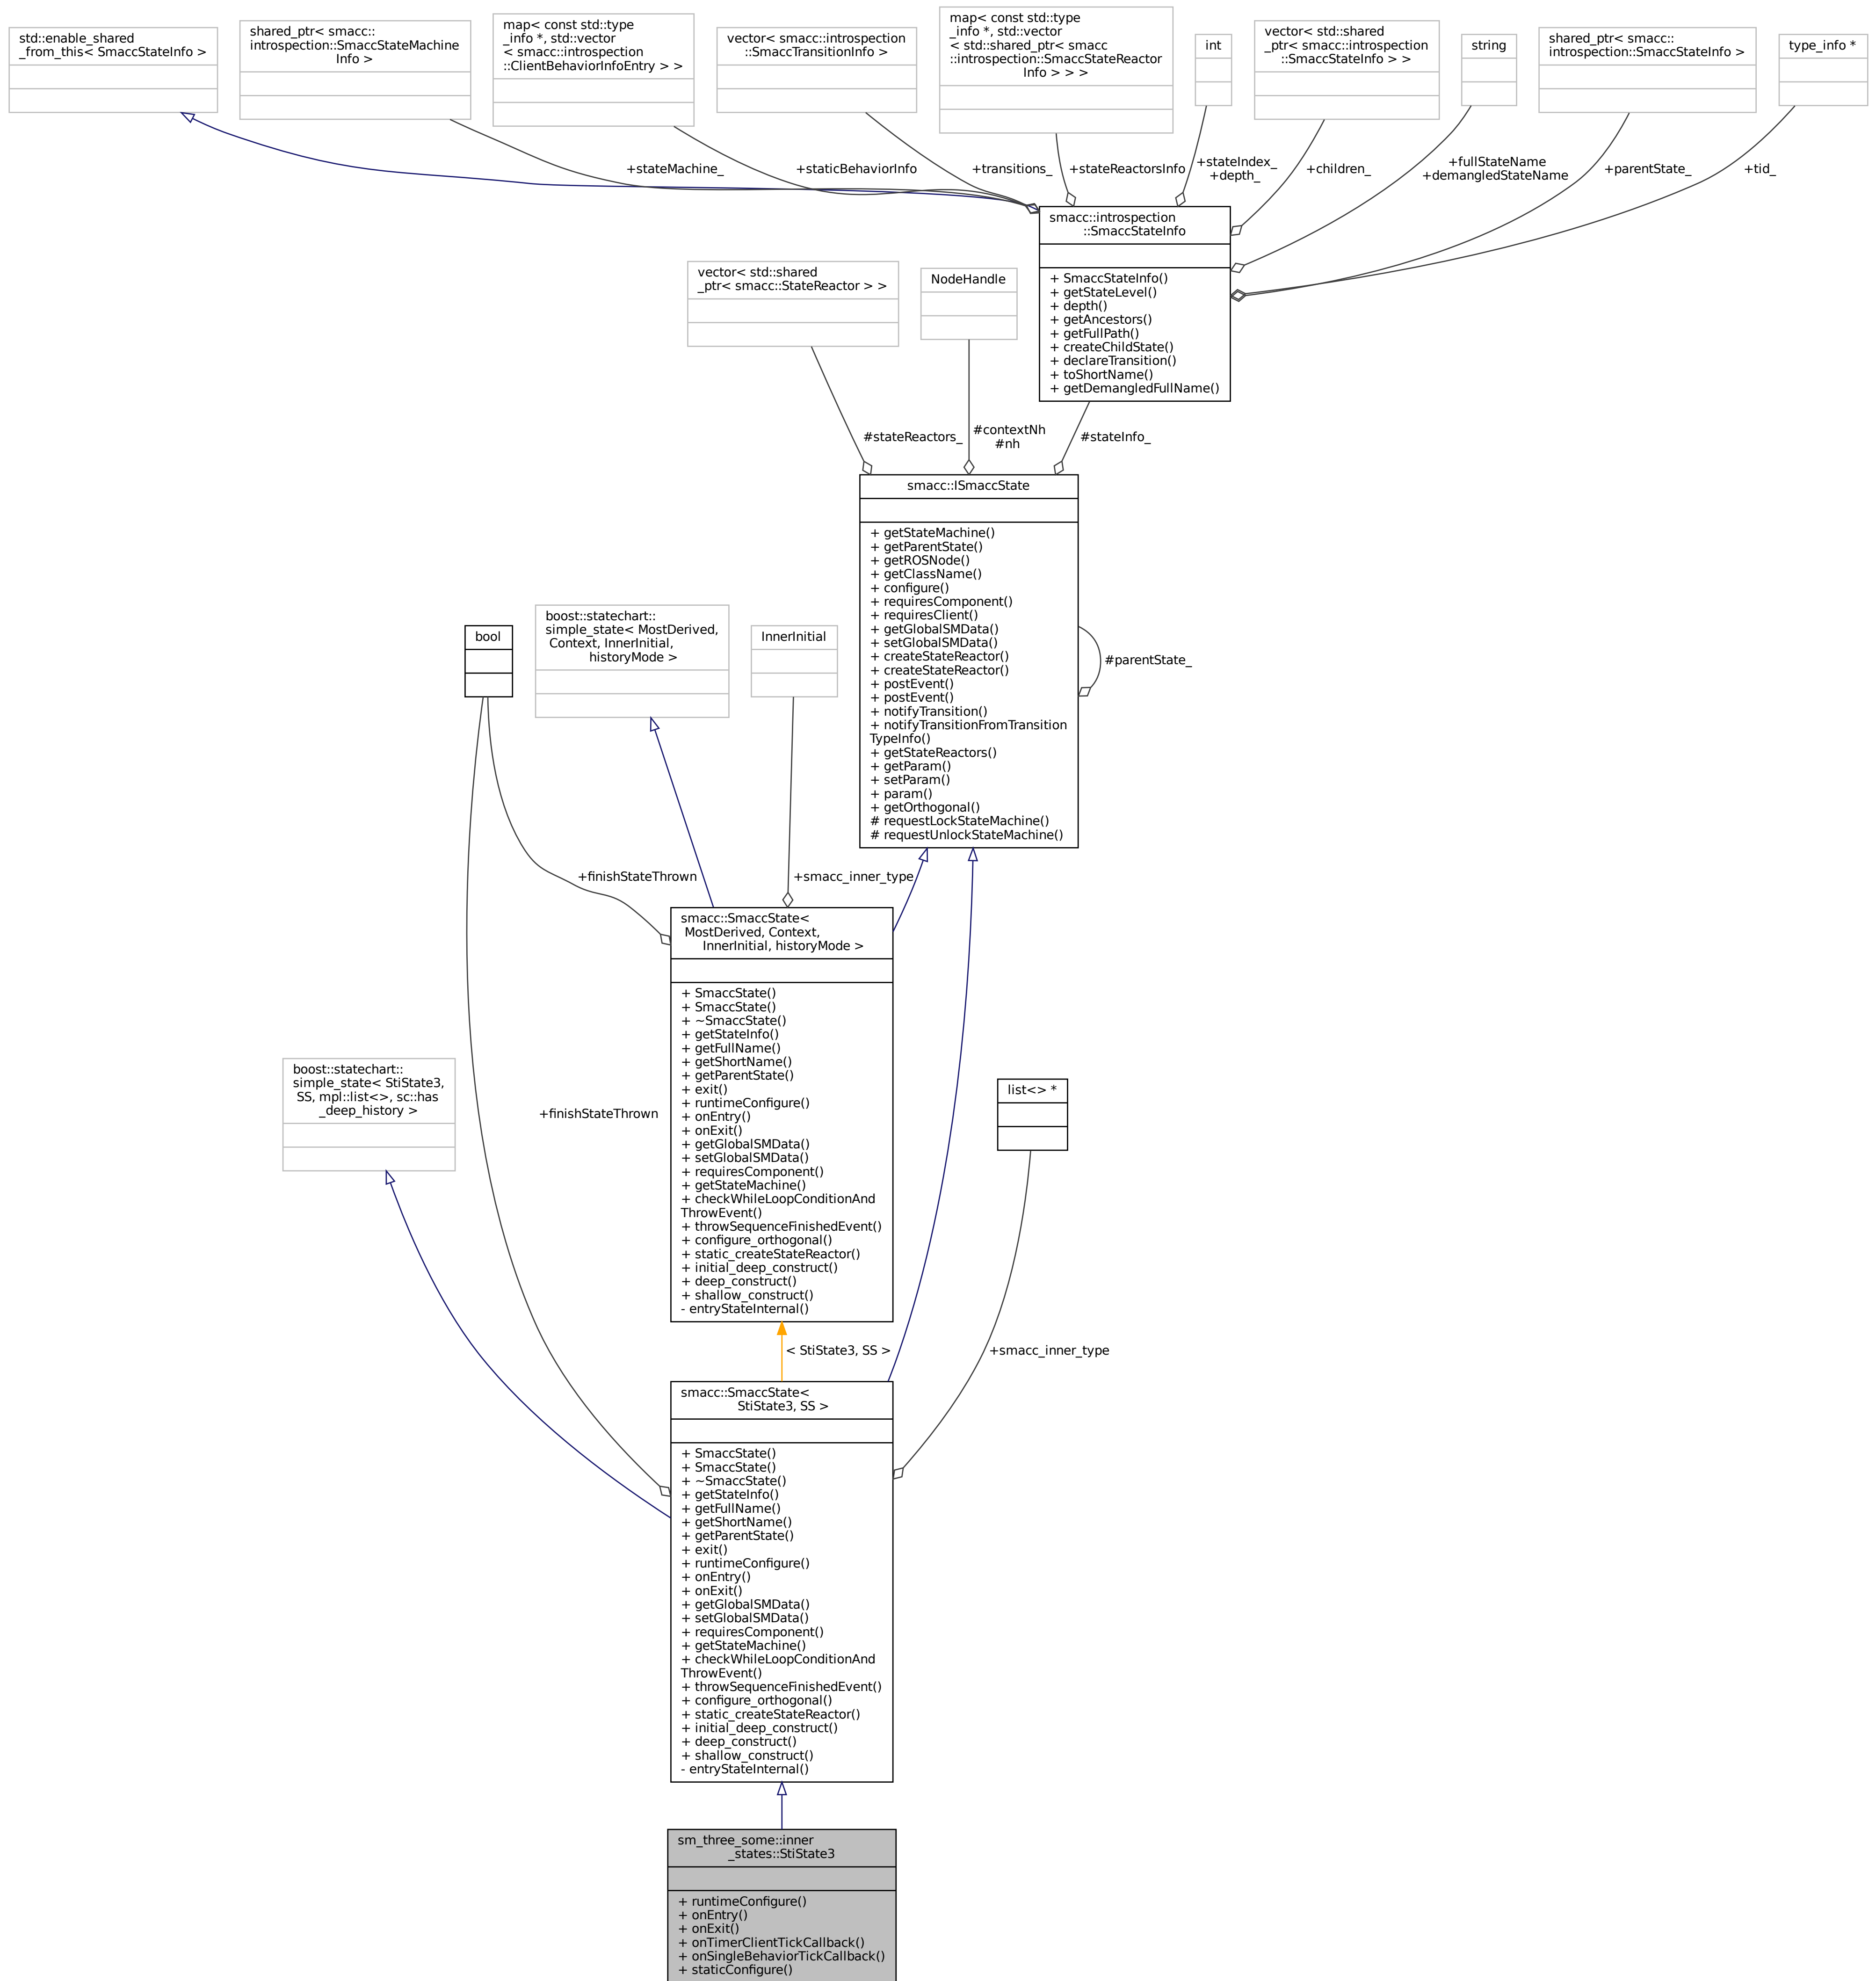 std::enable_shared
_from_this< SmaccStateInfo >
shared_ptr< smacc::
introspection::SmaccStateMachine
Info >
map< const std::type
_info *, std::vector
< smacc::introspection
::ClientBehaviorInfoEntry > >
vector< smacc::introspection
::SmaccTransitionInfo >
map< const std::type
_info *, std::vector
< std::shared_ptr< smacc
::introspection::SmaccStateReactor
Info > > >
int
vector< std::shared
_ptr< smacc::introspection
::SmaccStateInfo > >
string
shared_ptr< smacc::
introspection::SmaccStateInfo >
type_info *
+stateMachine_
+staticBehaviorInfo
+transitions_
+stateReactorsInfo
+stateIndex_
+depth_
+children_
+fullStateName
+demangledStateName
+parentState_
+tid_
smacc::introspection
::SmaccStateInfo
+ SmaccStateInfo()
+ getStateLevel()
+ depth()
+ getAncestors()
+ getFullPath()
+ createChildState()
+ declareTransition()
+ toShortName()
+ getDemangledFullName()
vector< std::shared
_ptr< smacc::StateReactor > >
NodeHandle
#stateReactors_
#contextNh
#nh
#stateInfo_
smacc::ISmaccState
+ getStateMachine()
+ getParentState()
+ getROSNode()
+ getClassName()
+ configure()
+ requiresComponent()
+ requiresClient()
+ getGlobalSMData()
+ setGlobalSMData()
+ createStateReactor()
+ createStateReactor()
+ postEvent()
+ postEvent()
+ notifyTransition()
+ notifyTransitionFromTransition
TypeInfo()
+ getStateReactors()
+ getParam()
+ setParam()
+ param()
+ getOrthogonal()
# requestLockStateMachine()
# requestUnlockStateMachine()
#parentState_
bool
boost::statechart::
simple_state< MostDerived,
Context, InnerInitial,
historyMode >
InnerInitial
+finishStateThrown
+smacc_inner_type
smacc::SmaccState<
MostDerived, Context,
InnerInitial, historyMode >
+ SmaccState()
+ SmaccState()
+ ~SmaccState()
+ getStateInfo()
+ getFullName()
+ getShortName()
+ getParentState()
+ exit()
+ runtimeConfigure()
+ onEntry()
+ onExit()
+ getGlobalSMData()
+ setGlobalSMData()
+ requiresComponent()
+ getStateMachine()
+ checkWhileLoopConditionAnd
ThrowEvent()
+ throwSequenceFinishedEvent()
+ configure_orthogonal()
+ static_createStateReactor()
+ initial_deep_construct()
+ deep_construct()
+ shallow_construct()
- entryStateInternal()
boost::statechart::
simple_state< StiState3,
SS, mpl::list<>, sc::has
_deep_history >
+finishStateThrown
list<> *
< StiState3, SS >
+smacc_inner_type
smacc::SmaccState<
StiState3, SS >
+ SmaccState()
+ SmaccState()
+ ~SmaccState()
+ getStateInfo()
+ getFullName()
+ getShortName()
+ getParentState()
+ exit()
+ runtimeConfigure()
+ onEntry()
+ onExit()
+ getGlobalSMData()
+ setGlobalSMData()
+ requiresComponent()
+ getStateMachine()
+ checkWhileLoopConditionAnd
ThrowEvent()
+ throwSequenceFinishedEvent()
+ configure_orthogonal()
+ static_createStateReactor()
+ initial_deep_construct()
+ deep_construct()
+ shallow_construct()
- entryStateInternal()
sm_three_some::inner
_states::StiState3
+ runtimeConfigure()
+ onEntry()
+ onExit()
+ onTimerClientTickCallback()
+ onSingleBehaviorTickCallback()
+ staticConfigure()